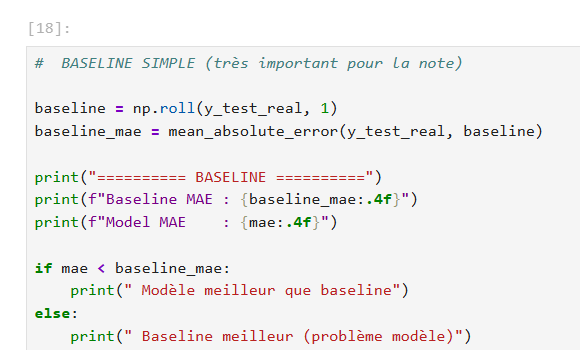 [18]:
#  BASELINE SIMPLE (très important pour la note)
baseline = np.roll(y_test_real, 1)
baseline_mae = mean_absolute_error(y_test_real, baseline)
print("========== BASELINE ==========")
print(f"Baseline MAE : {baseline_mae:.4f}")
print(f"Model MAE    : {mae:.4f}")
if mae < baseline_mae:
    print(" Modèle meilleur que baseline")
else:
    print(" Baseline meilleur (problème modèle)")